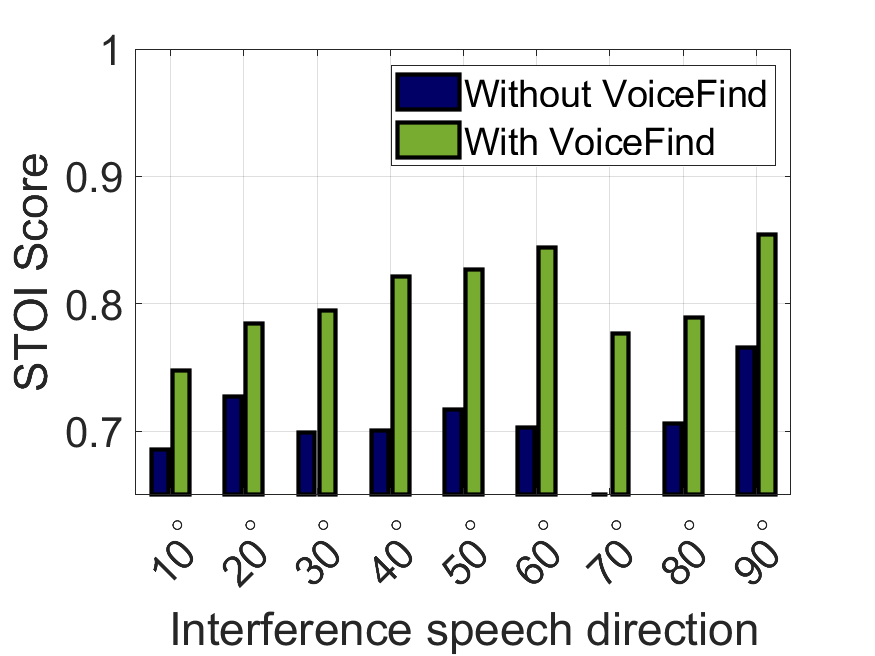 1
0.9
0.8
0.7
STOI Score
Without VoiceFind
With VoiceFind
10° 20° 30° 40° 50° 60° 70° 80° 90°
Interference speech direction